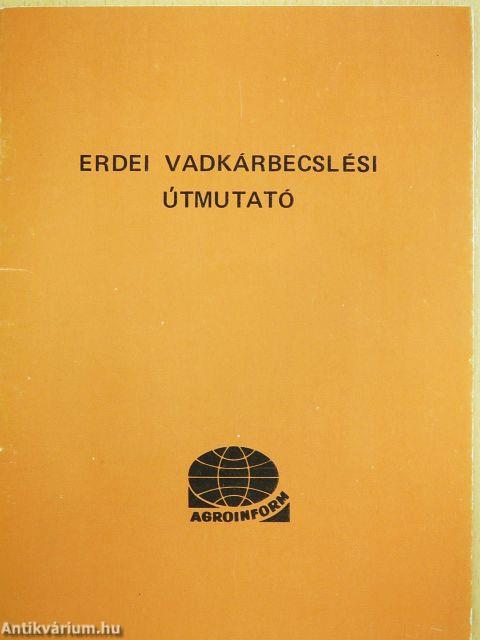 ERDEI VADKÁRBECSLÉSI
ÚTMUTATÓ
AGROINFORM
Antikvárium.hu